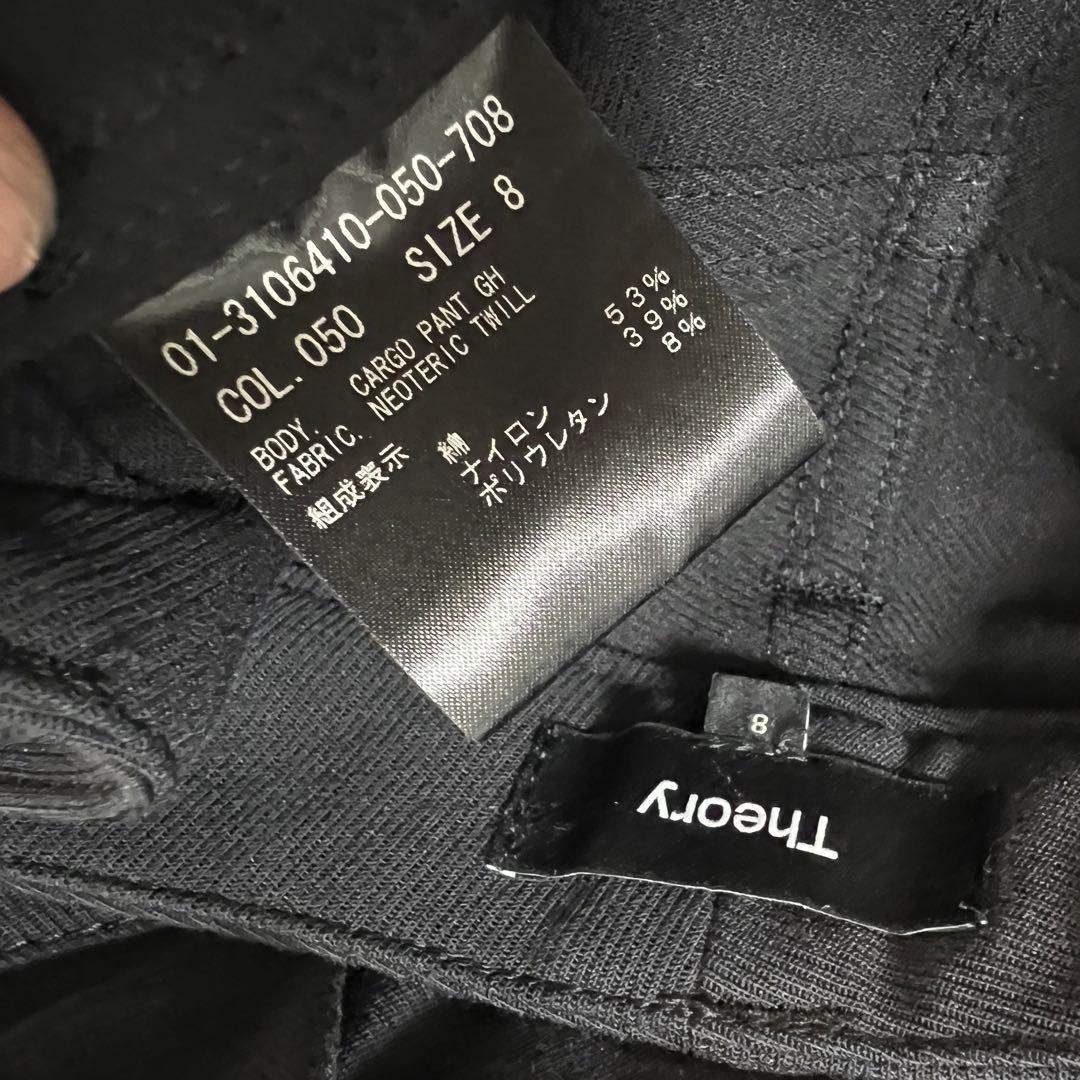 01-3106410-050-708
COL. 050 SIZE 8
BODY. CARGO PANT GH
FABRIC. NEOTERIC TWILL
組成表示 綿 53%
ナイロン 39%
ポリウレタン 8%
8
Theory